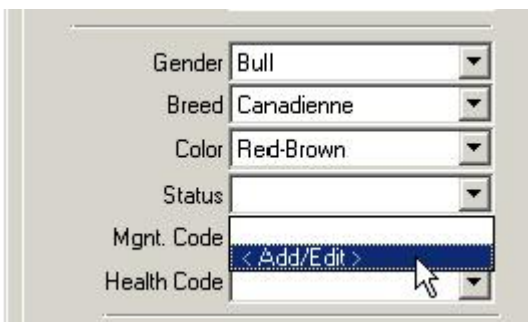 Gender Bull
Breed Canadienne
Color Red-Brown
Status
Mgnt. Code
< Add/Edit >
Health Code